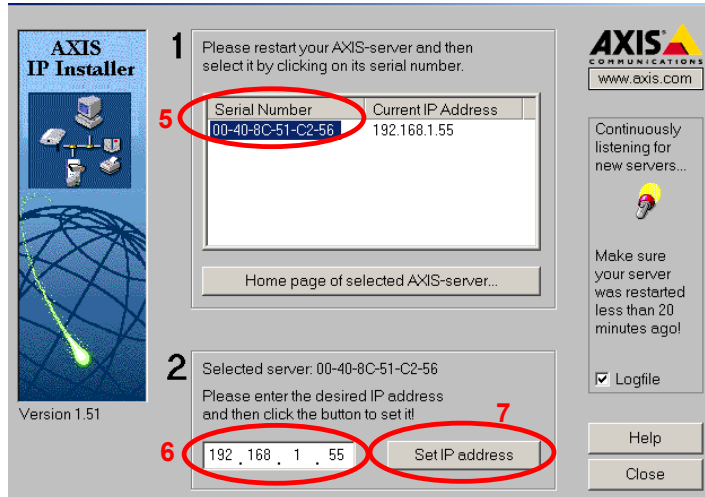 AXIS
IP Installer
Version 1.51
1
Please restart your AXIS-server and then
select it by clicking on its serial number.
5
Serial Number Current IP Address
00-40-8C-51-C2-56 192.168.1.55
Home page of selected AXIS-server...
2
Selected server: 00-40-8C-51-C2-56
Please enter the desired IP address
and then click the button to set it!
7
6
192 . 168 . 1 . 55
Set IP address
AXIS
COMMUNICATIONS
www.axis.com
Continuously
listening for
new servers...
Make sure
your server
was restarted
less than 20
minutes ago!
Logfile
Help
Close